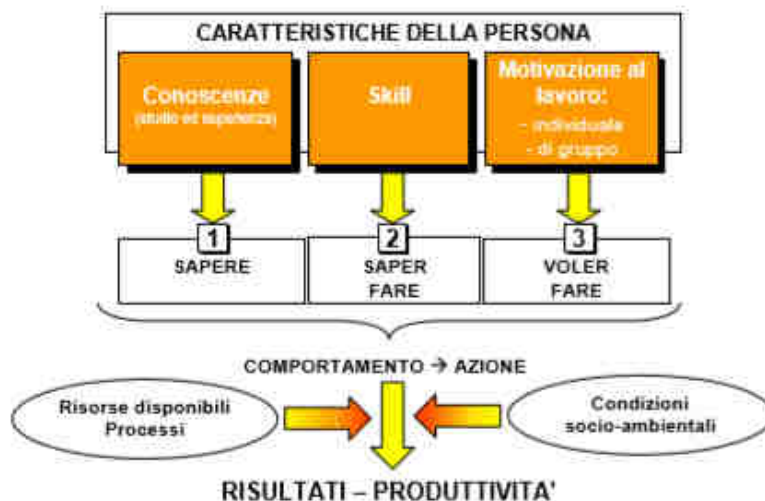 CARATTERISTICHE DELLA PERSONA
Conoscenze
(studio ed esperienza)
Skill
Motivazione al
lavoro:
- individuale
- di gruppo
1
SAPERE
2
SAPER
FARE
3
VOLER
FARE
COMPORTAMENTO → AZIONE
Risorse disponibili
Processi
Condizioni
socio-ambientali
RISULTATI – PRODUTTIVITA'